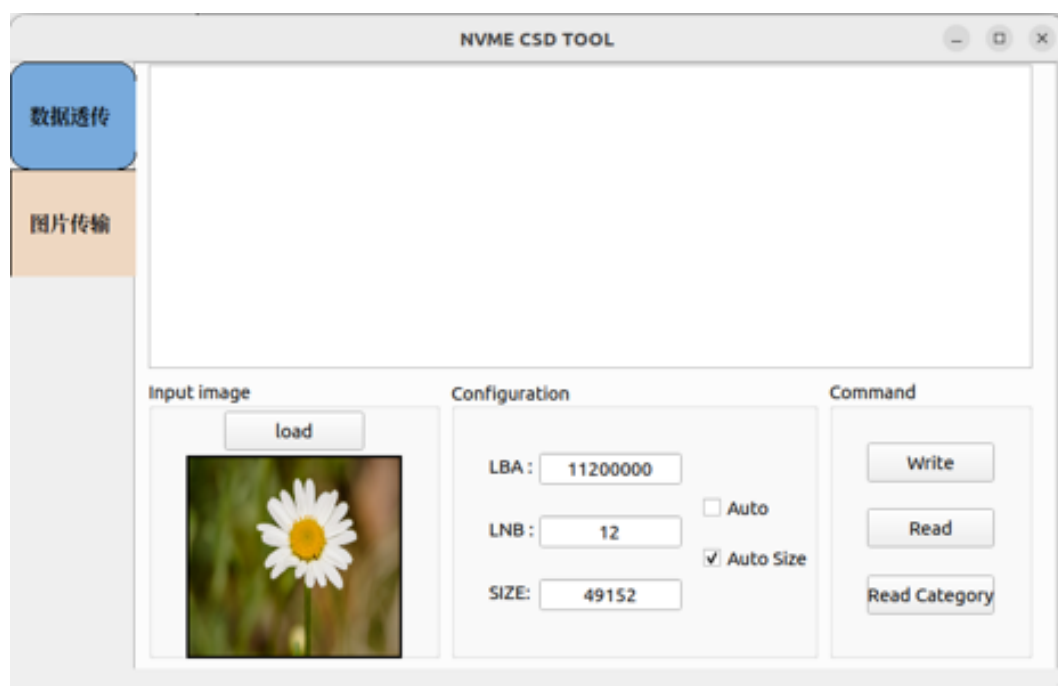 NVME CSD TOOL
数据透传
图片传输
Input image
load
Configuration
LBA : 11200000
LNB : 12
SIZE: 49152
Auto
Auto Size
Command
Write
Read
Read Category